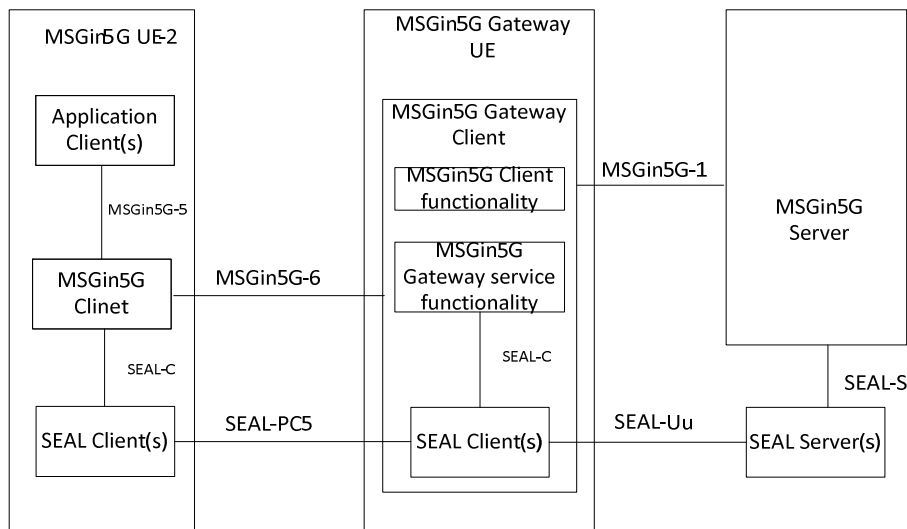 MSGin5G UE-2
Application
Client(s)
MSGin5G-5
MSGin5G
Clinet
SEAL-C
SEAL Client(s)
MSGin5G-6
SEAL-PC5
MSGin5G Gateway
UE
MSGin5G Gateway
Client
MSGin5G Client
functionality
MSGin5G
Gateway service
functionality
SEAL-C
SEAL Client(s)
MSGin5G-1
SEAL-Uu
MSGin5G
Server
SEAL-S
SEAL Server(s)